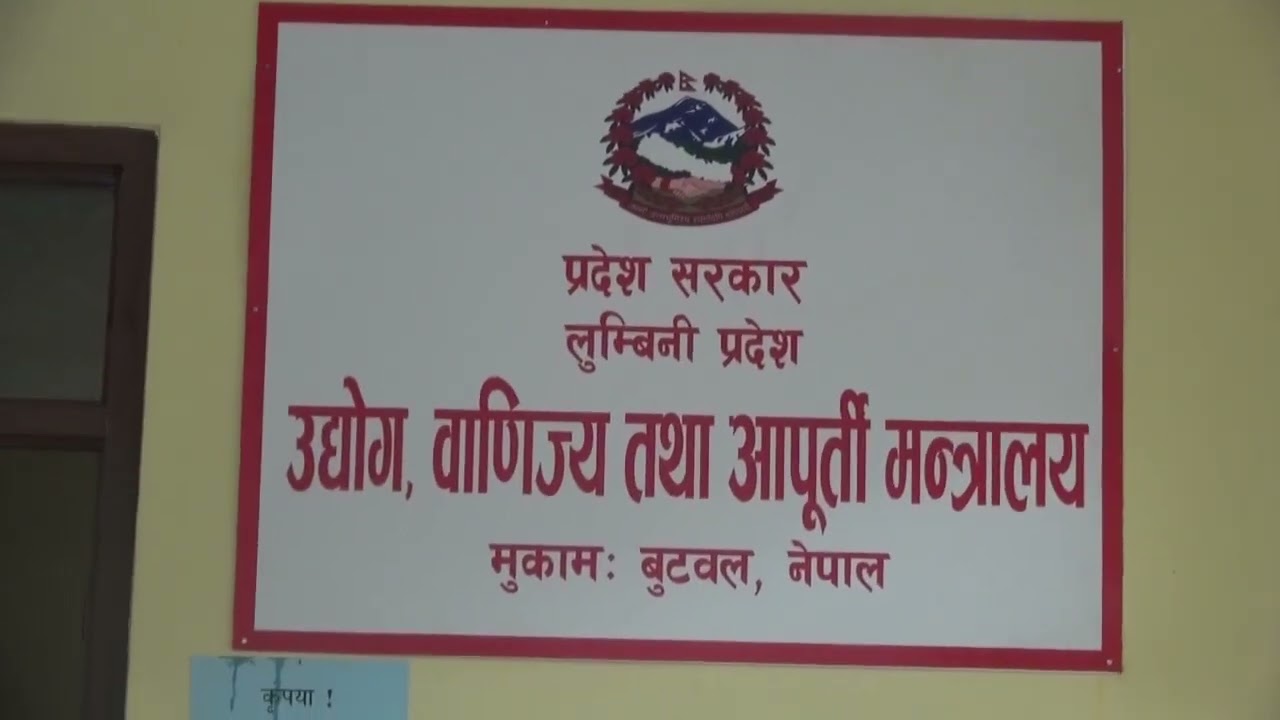 प्रदेश सरकार
लुम्बिनी प्रदेश
उद्योग, वाणिज्य तथा आपूर्ती मन्त्रालय
मुकामः बुटवल, नेपाल
कृपया !